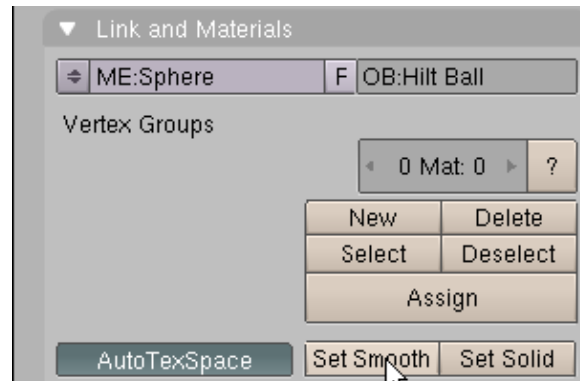 Link and Materials
ME:Sphere F OB:Hilt Ball
Vertex Groups
0 Mat: 0 ?
New Delete
Select Deselect
Assign
AutoTexSpace Set Smooth Set Solid